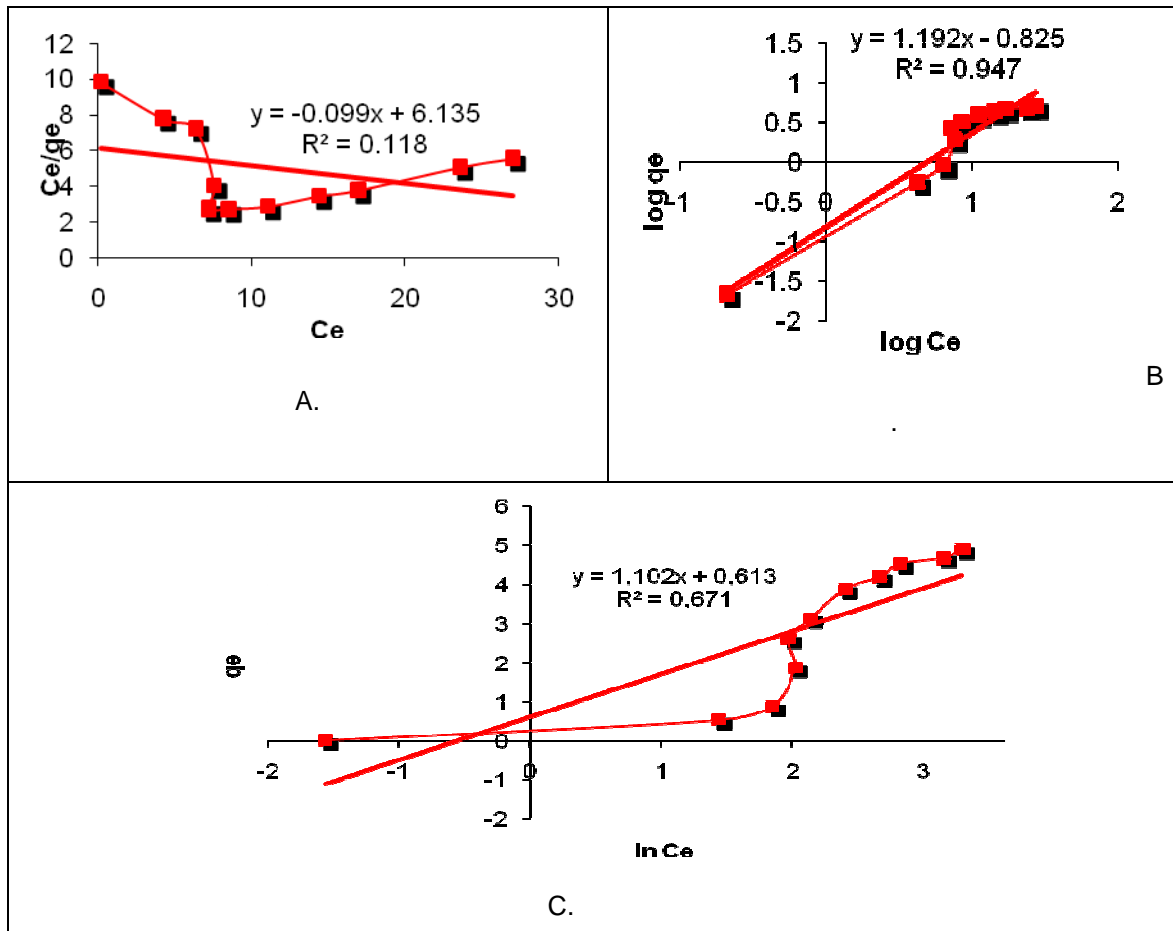 12
10
8
6
4
2
0
Ce/qe
y = -0.099x + 6.135
R² = 0.118
0 10 20 30
Ce
A.
y = 1.192x - 0.825
R² = 0.947
1.5
1
0.5
0
-0.5
-1
-1.5
-2
log qe
-1 0 1 2
log Ce
B
.
6
5
4
3
2
1
0
-1
-2
qe
y = 1.102x + 0.613
R² = 0.671
-2 -1 0 1 2 3
ln Ce
C.